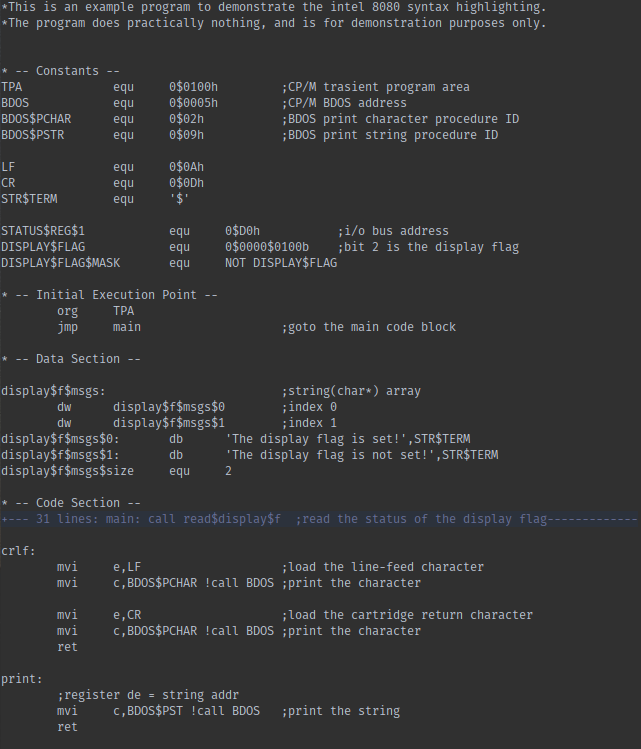 *This is an example program to demonstrate the intel 8080 syntax highlighting.
*The program does practically nothing, and is for demonstration purposes only.
* -- Constants --
TPA equ 0$0100h ;CP/M trasient program area
BDOS equ 0$0005h ;CP/M BDOS address
BDOS$PCHAR equ 0$02h ;BDOS print character procedure ID
BDOS$PSTR equ 0$09h ;BDOS print string procedure ID
LF equ 0$0Ah
CR equ 0$0Dh
STR$TERM equ '$'
STATUS$REG$1 equ 0$D0h ;i/o bus address
DISPLAY$FLAG equ 0$0000$0100b ;bit 2 is the display flag
DISPLAY$FLAG$MASK equ NOT DISPLAY$FLAG
* -- Initial Execution Point --
org TPA
jmp main ;goto the main code block
* -- Data Section --
display$f$msgs: ;string(char*) array
dw display$f$msgs$0 ;index 0
dw display$f$msgs$1 ;index 1
display$f$msgs$0: db 'The display flag is set!',STR$TERM
display$f$msgs$1: db 'The display flag is not set!',STR$TERM
display$f$msgs$size equ 2
* -- Code Section --
+--- 31 lines: main: call read$display$f ;read the status of the display flag-------------
crlf:
mvi e,LF ;load the line-feed character
mvi c,BDOS$PCHAR !call BDOS ;print the character
mvi e,CR ;load the cartridge return character
mvi c,BDOS$PCHAR !call BDOS ;print the character
ret
print:
;register de = string addr
mvi c,BDOS$PST !call BDOS ;print the string
ret